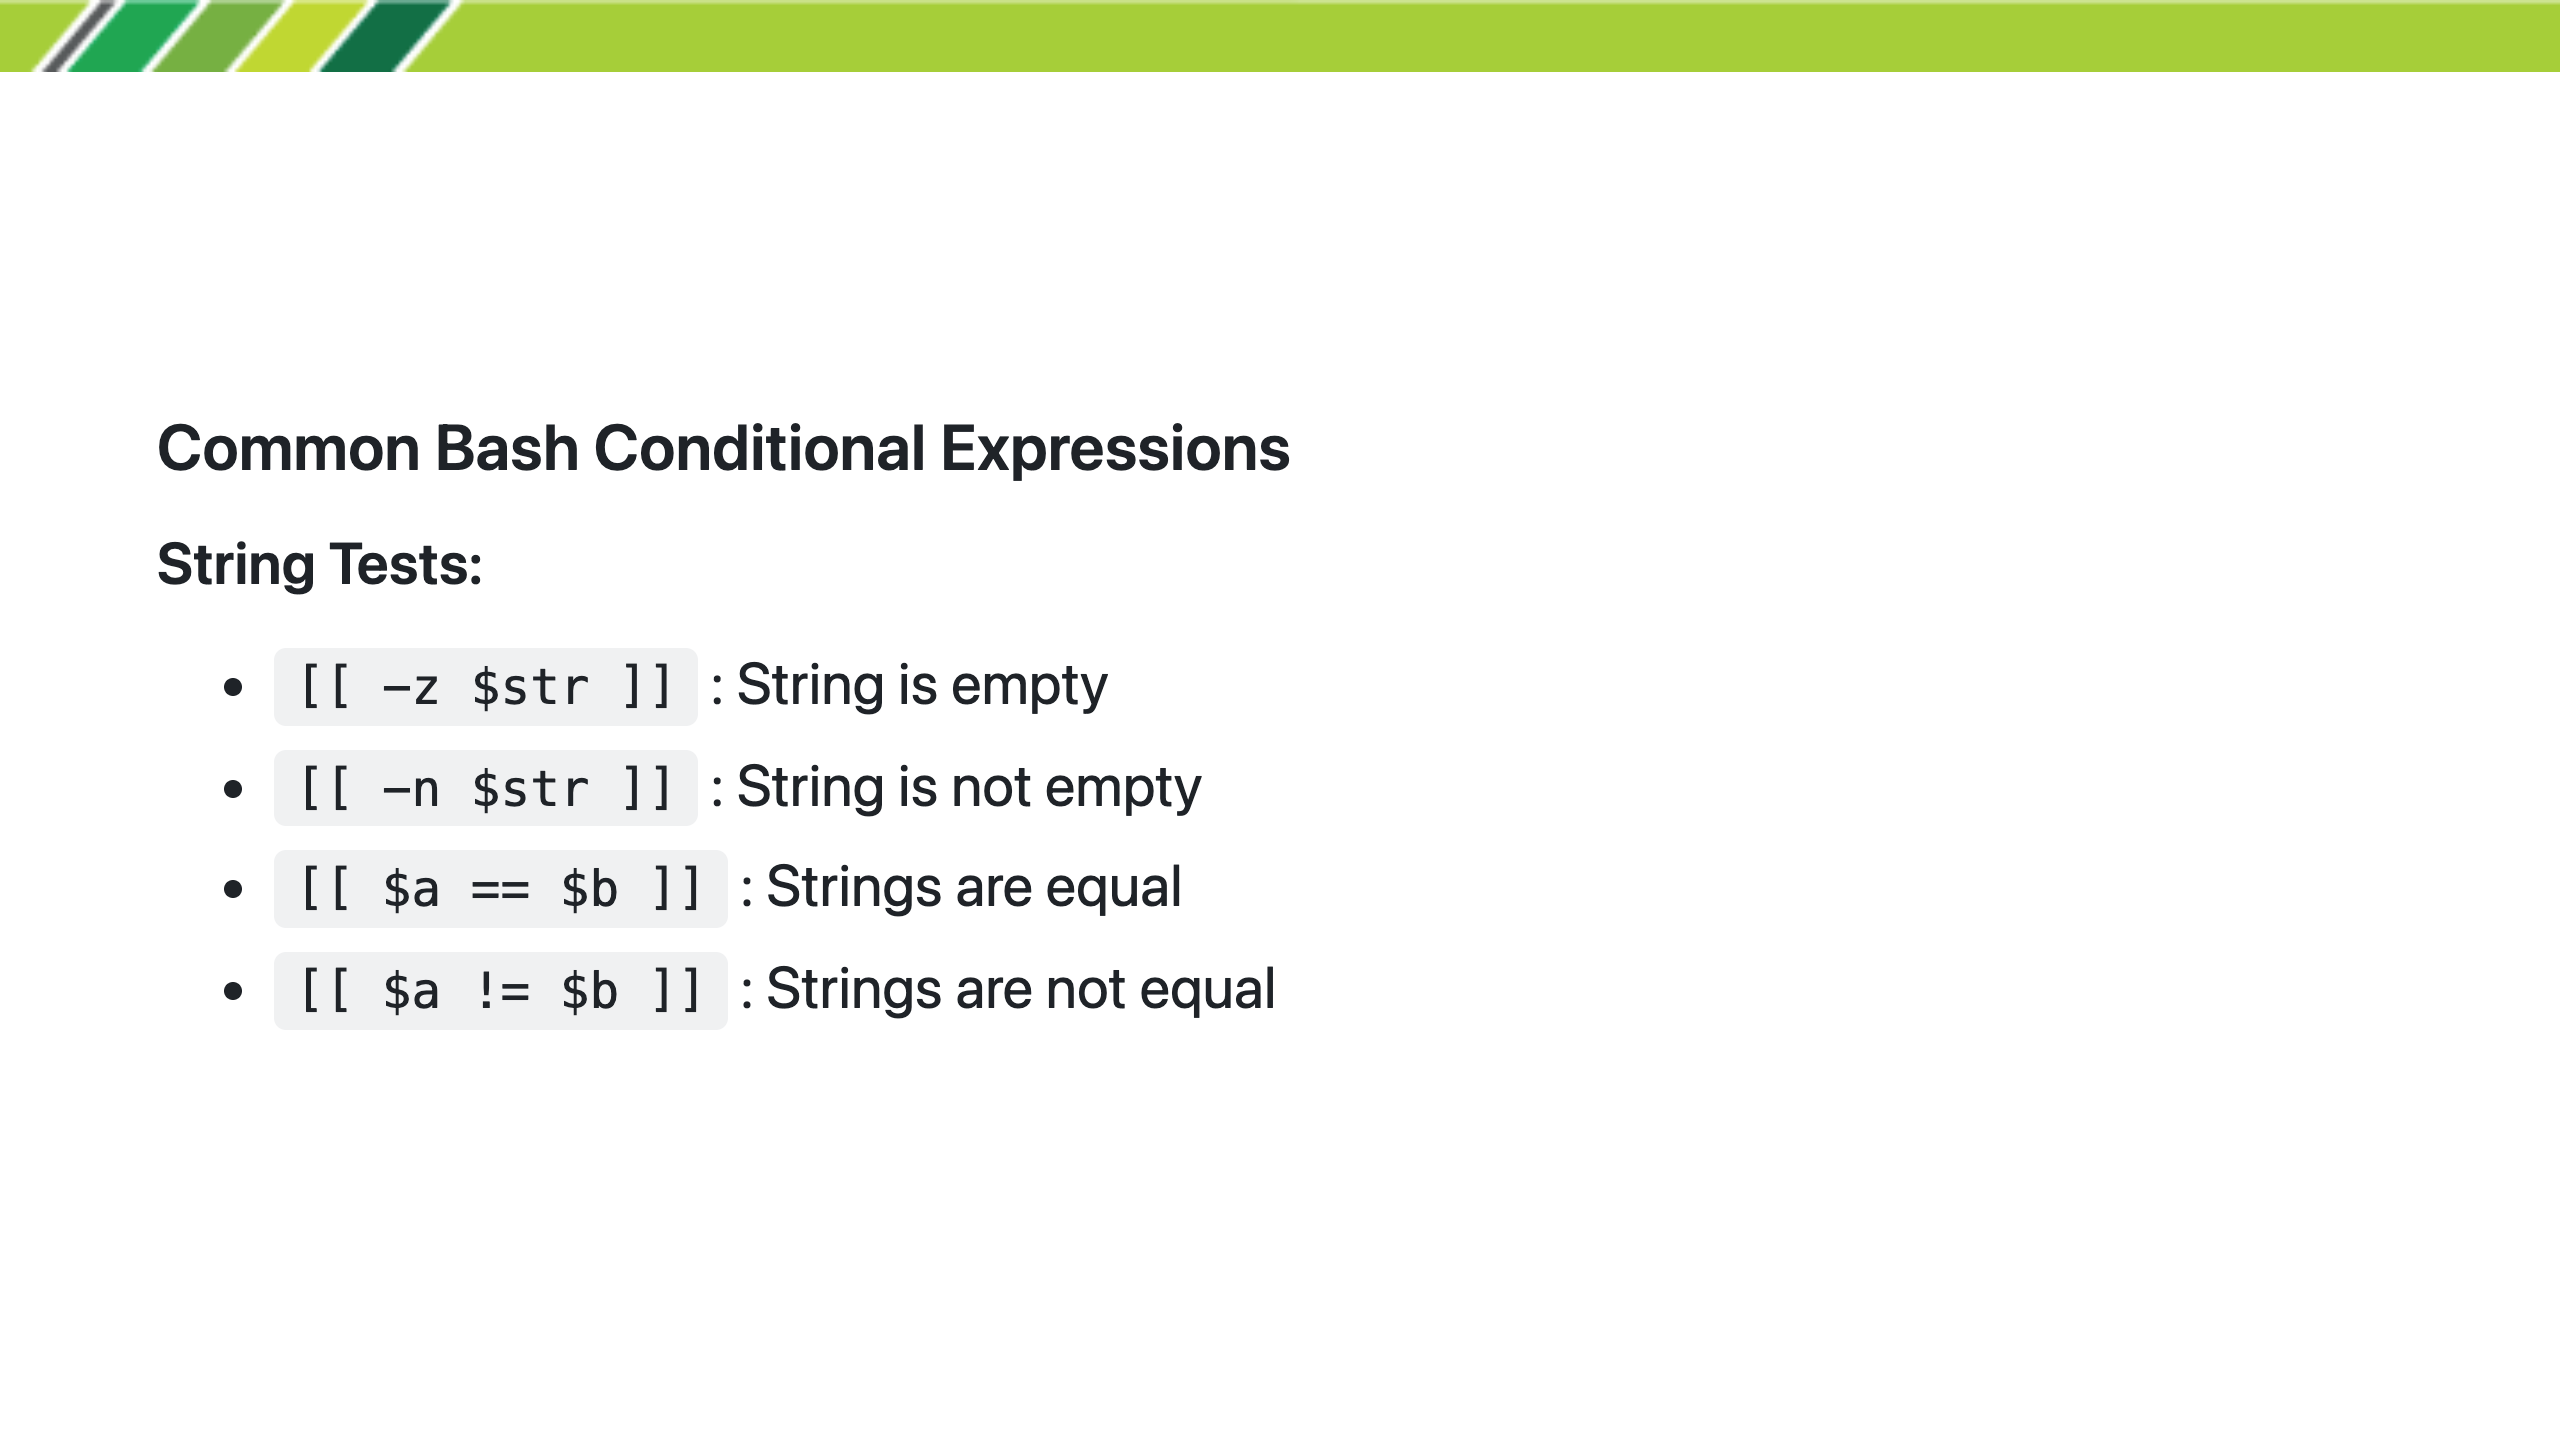 Common Bash Conditional Expressions
String Tests:
• [[ -z $str ]] : String is empty
• [[ -n $str ]] : String is not empty
• [[ $a == $b ]] : Strings are equal
• [[ $a != $b ]] : Strings are not equal